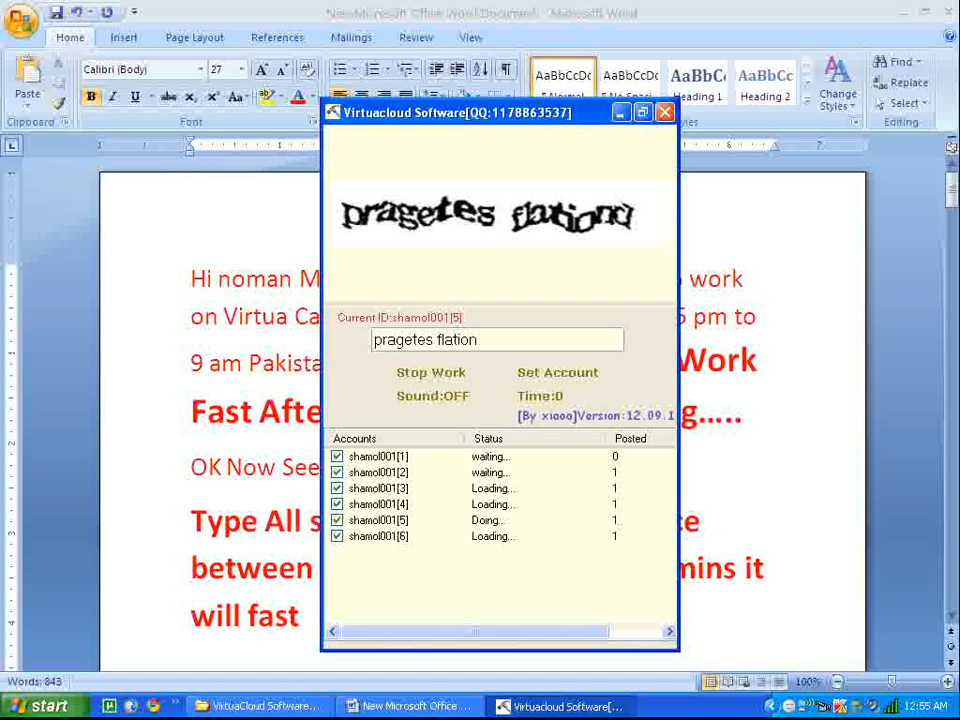 New Microsoft Office Word Document - Microsoft Word
Home Insert Page Layout References Mailings Review View
Paste
Clipboard
Calibri (Body) 27
Font
AaBbCcDc AaBbCcDc AaBbC AaBbCc
Heading 1 Heading 2
Change Styles
Find
Replace
Select
Editing
Virtuacloud Software[QQ:1178863537]
Current ID:shamol001[5]
pragetes flation
Stop Work Set Account
Sound:OFF Time:0
[By xiaoq]Version:12.09.1
Accounts Status Posted
shamol001[1] waiting... 0
shamol001[2] waiting... 1
shamol001[3] Loading... 1
shamol001[4] Loading... 1
shamol001[5] Doing... 1
shamol001[6] Loading... 1
Hi noman M work
on Virtua Ca pm to
9 am Pakista Work
Fast Afte g.....
OK Now See
Type All s ce
between mins it
will fast
Words: 843 100%
start VirtuaCloud Software... New Microsoft Office ... Virtuacloud Software[... 12:55 AM